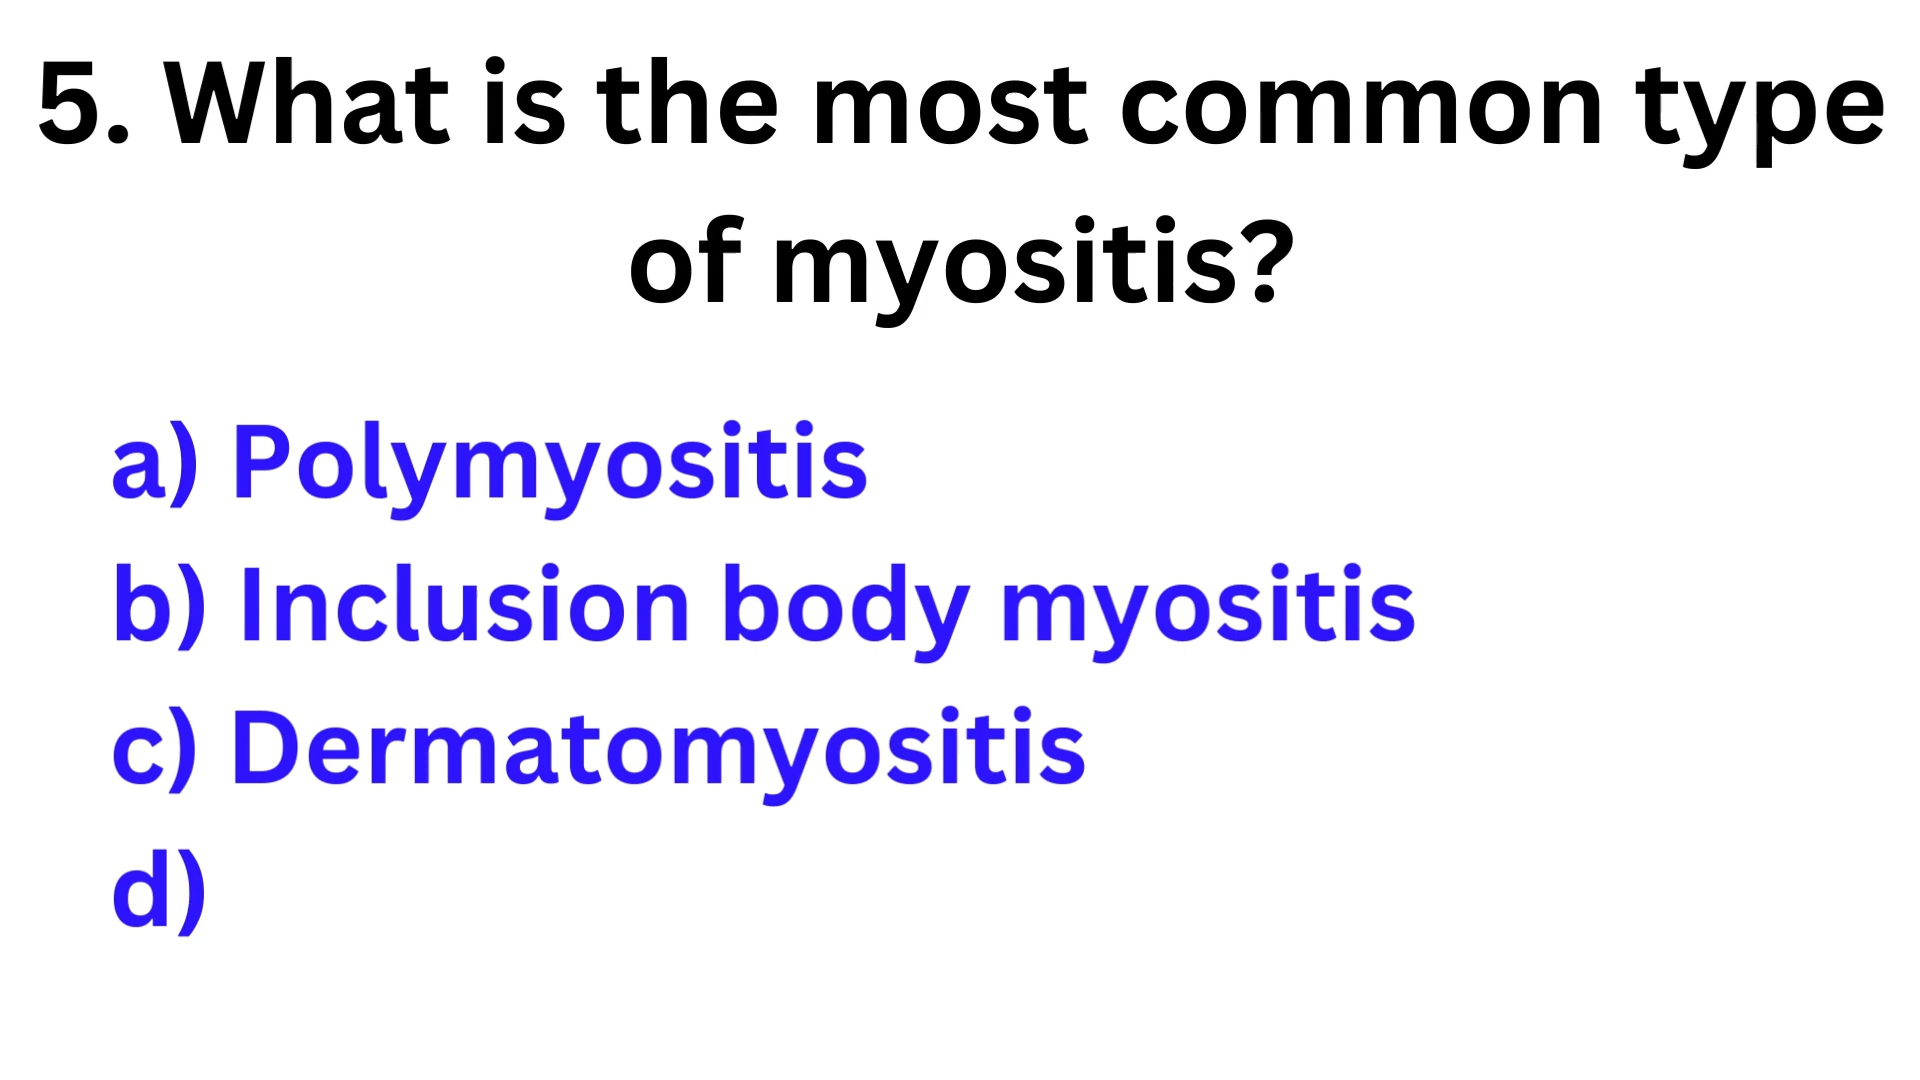 5. What is the most common type
of myositis?
a) Polymyositis
b) Inclusion body myositis
c) Dermatomyositis
d)